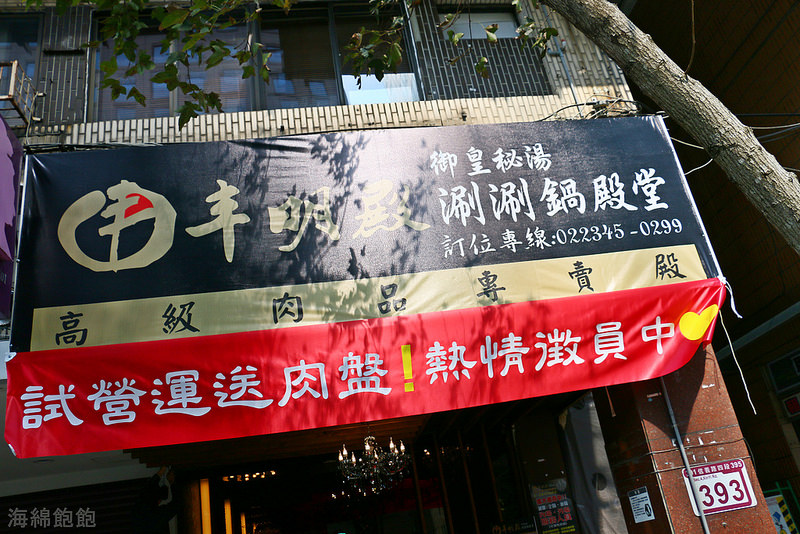 丰明殿
御皇秘湯
涮涮鍋殿堂
訂位專線:022345-0299
高級肉品專賣殿
試營運送肉盤!熱情徵員中
393
海綿飽飽